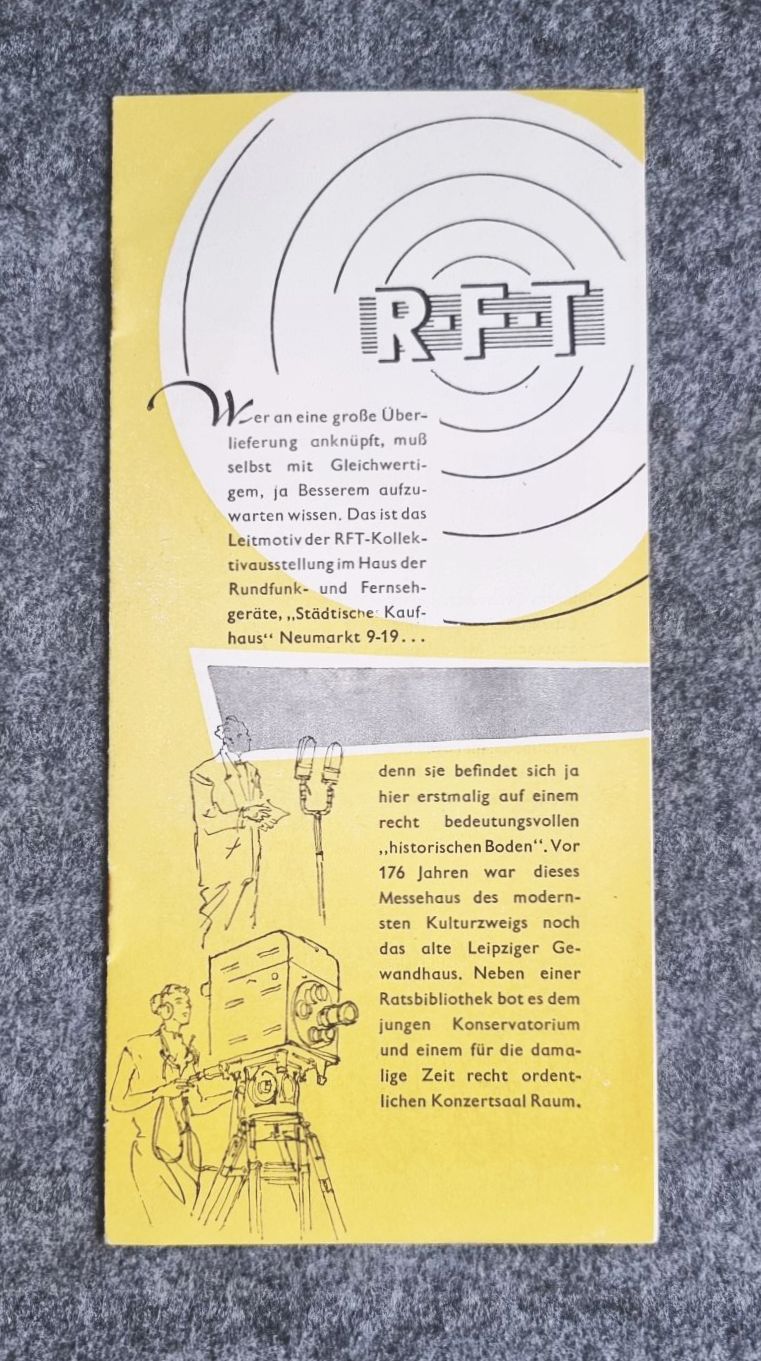 R-F-T
Wer an eine große Über-
lieferung anknüpft, muß
selbst mit Gleichwerti-
gem, ja Besserem aufzu-
warten wissen. Das ist das
Leitmotiv der RFT-Kollek-
tivausstellung im Haus der
Rundfunk- und Fernseh-
geräte, „Städtisches Kauf-
haus“ Neumarkt 9-19...
denn sie befindet sich ja
hier erstmalig auf einem
recht bedeutungsvollen
„historischen Boden“. Vor
176 Jahren war dieses
Messehaus des modern-
sten Kulturzweigs noch
das alte Leipziger Ge-
wandhaus. Neben einer
Ratsbibliothek bot es dem
jungen Konservatorium
und einem für die dama-
lige Zeit recht ordent-
lichen Konzertsaal Raum.